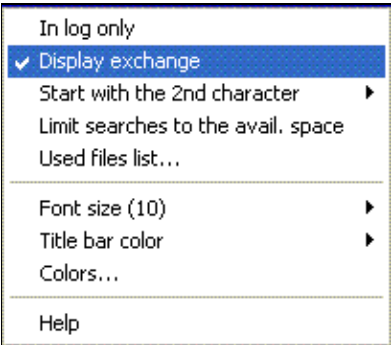 In log only
Display exchange
Start with the 2nd character
Limit searches to the avail. space
Used files list...
Font size (10)
Title bar color
Colors...
Help